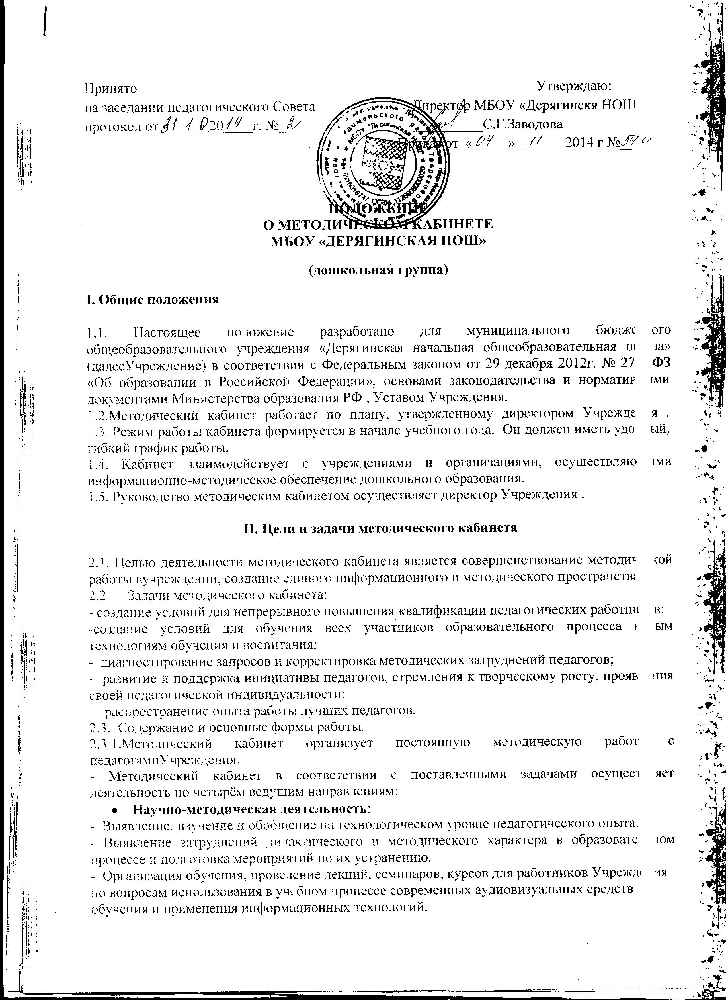 Принято
на заседании педагогического Совета
протокол от 31.10.2014 г. № 2
Утверждаю:
Директор МБОУ «Дерягинскя НОШ
С.Г.Заводова
Приказ от «04» 11 2014 г №54-О
ПОЛОЖЕНИЕ
О МЕТОДИЧЕСКОМ КАБИНЕТЕ
МБОУ «ДЕРЯГИНСКАЯ НОШ»
(дошкольная группа)
I. Общие положения
1.1. Настоящее положение разработано для муниципального бюдже ого
общеобразовательного учреждения «Дерягинская начальная общеобразовательная ш ла»
(далееУчреждение) в соответствии с Федеральным законом от 29 декабря 2012г. № 27 ФЗ
«Об образовании в Российской Федерации», основами законодательства и норматив ми
документами Министерства образования РФ , Уставом Учреждения.
1.2.Методический кабинет работает по плану, утвержденному директором Учрежде я .
1.3. Режим работы кабинета формируется в начале учебного года. Он должен иметь удо ый,
гибкий график работы.
1.4. Кабинет взаимодействует с учреждениями и организациями, осуществляю ми
информационно-методическое обеспечение дошкольного образования.
1.5. Руководство методическим кабинетом осуществляет директор Учреждения .
II. Цели и задачи методического кабинета
2.1. Целью деятельности методического кабинета является совершенствование методич кой
работы вучреждении, создание единого информационного и методического пространства
2.2. Задачи методического кабинета:
- создание условий для непрерывного повышения квалификации педагогических работни в;
-создание условий для обучения всех участников образовательного процесса ым
технологиям обучения и воспитания;
- диагностирование запросов и корректировка методических затруднений педагогов;
- развитие и поддержка инициативы педагогов, стремления к творческому росту, прояв ния
своей педагогической индивидуальности;
- распространение опыта работы лучших педагогов.
2.3. Содержание и основные формы работы.
2.3.1.Методический кабинет организует постоянную методическую работ с
педагогамиУчреждения.
- Методический кабинет в соответствии с поставленными задачами осущест яет
деятельность по четырём ведущим направлениям:
• Научно-методическая деятельность:
- Выявление, изучение и обобщение на технологическом уровне педагогического опыта.
- Выявление затруднений дидактического и методического характера в образовате ном
процессе и подготовка мероприятий по их устранению.
- Организация обучения, проведение лекций, семинаров, курсов для работников Учрежде ия
по вопросам использования в учебном процессе современных аудиовизуальных средств
обучения и применения информационных технологий.